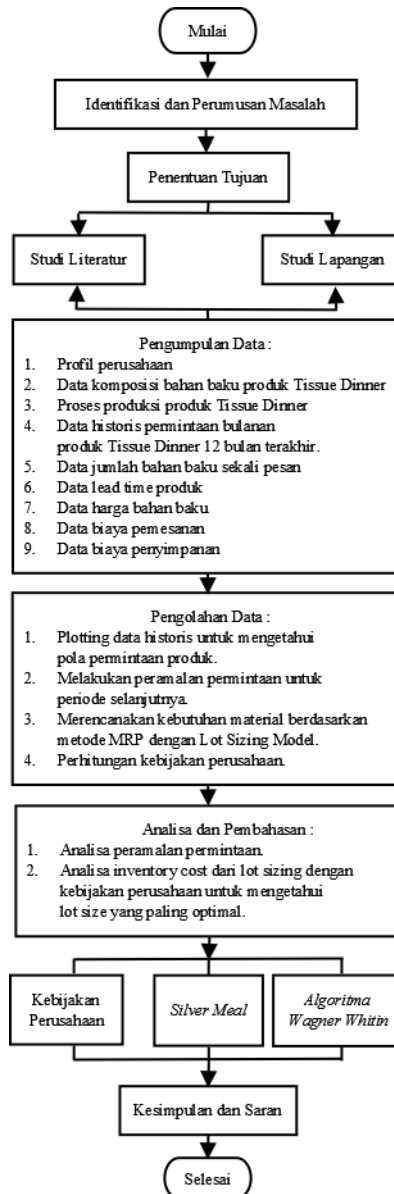 Mulai
Identifikasi dan Perumusan Masalah
Penentuan Tujuan
Studi Literatur
Studi Lapangan
Pengumpulan Data :
1. Profil perusahaan
2. Data komposisi bahan baku produk Tissue Dinner
3. Proses produksi produk Tissue Dinner
4. Data historis permintaan bulanan
produk Tissue Dinner 12 bulan terakhir.
5. Data jumlah bahan baku sekali pesan
6. Data lead time produk
7. Data harga bahan baku
8. Data biaya pemesanan
9. Data biaya penyimpanan
Pengolahan Data :
1. Plotting data historis untuk mengetahui
pola permintaan produk.
2. Melakukan peramalan permintaan untuk
periode selanjutnya.
3. Merencanakan kebutuhan material berdasarkan
metode MRP dengan Lot Sizing Model.
4. Perhitungan kebijakan perusahaan.
Analisa dan Pembahasan :
1. Analisa peramalan permintaan.
2. Analisa inventory cost dari lot sizing dengan
kebijakan perusahaan untuk mengetahui
lot size yang paling optimal.
Kebijakan
Perusahaan
Silver Meal
Algoritma
Wagner Whitin
Kesimpulan dan Saran
Selesai